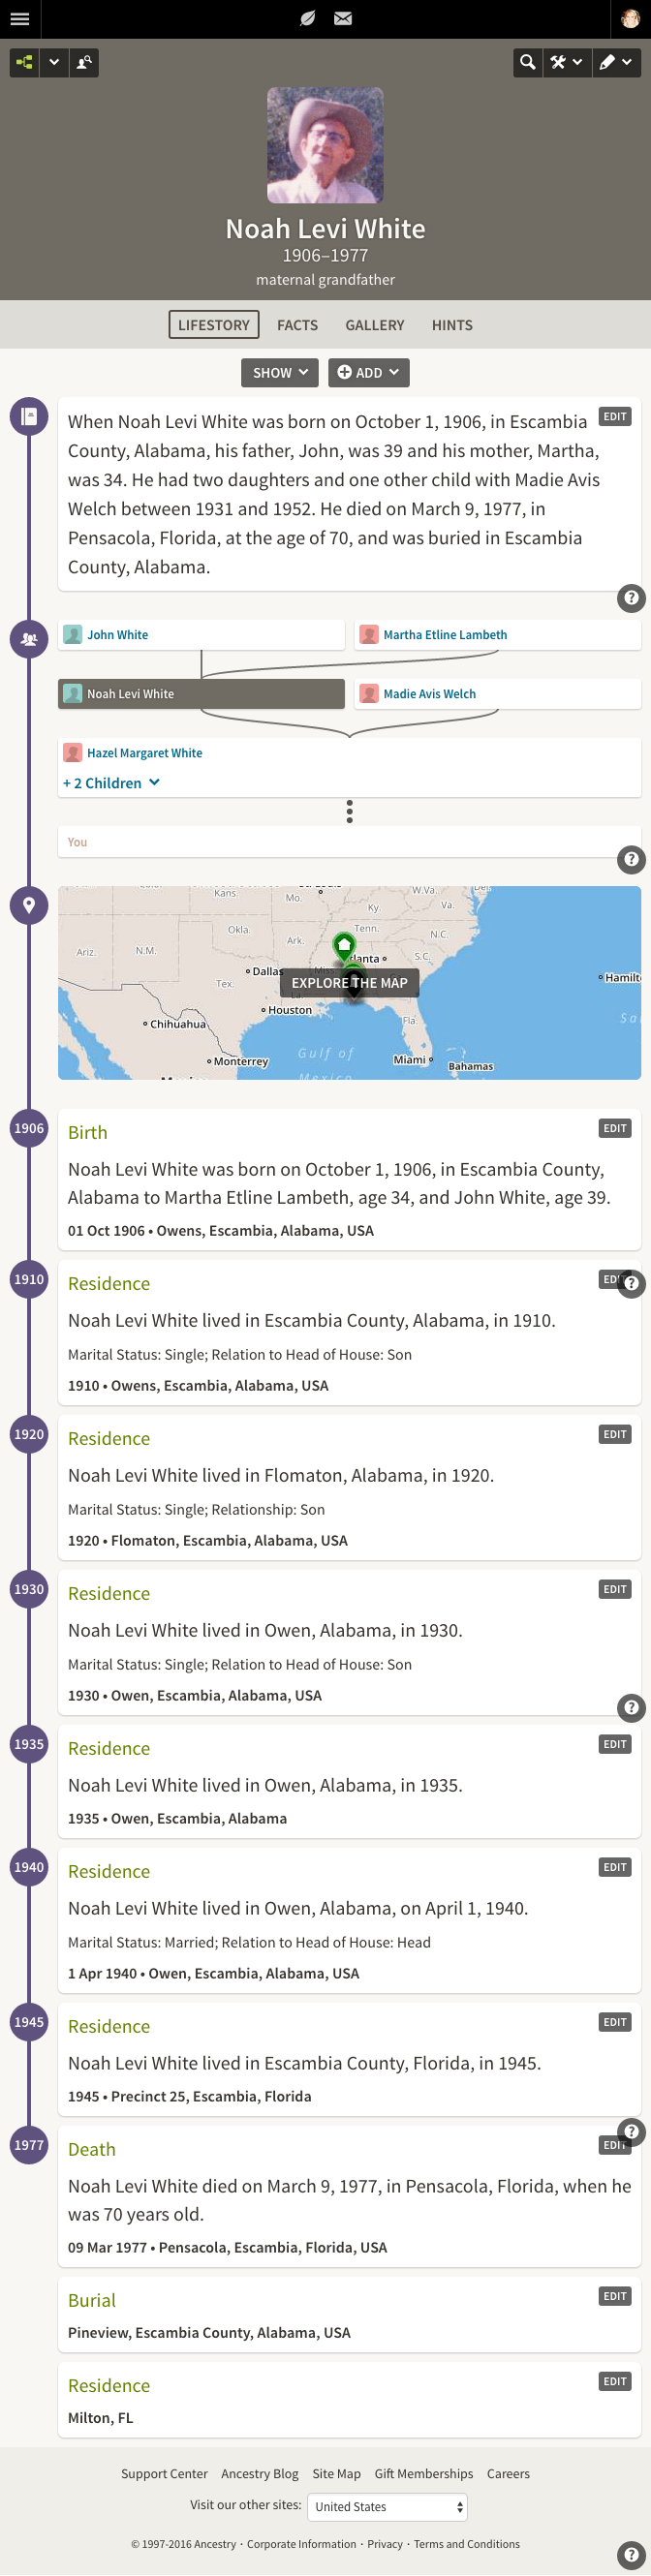 Noah Levi White
1906–1977
maternal grandfather
LIFESTORY FACTS GALLERY HINTS
SHOW ADD
EDIT
When Noah Levi White was born on October 1, 1906, in Escambia
County, Alabama, his father, John, was 39 and his mother, Martha,
was 34. He had two daughters and one other child with Madie Avis
Welch between 1931 and 1952. He died on March 9, 1977, in
Pensacola, Florida, at the age of 70, and was buried in Escambia
County, Alabama.
?
John White Martha Etline Lambeth
Noah Levi White Madie Avis Welch
Hazel Margaret White
+ 2 Children
You
?
Kans. Mo. W.Va. Del.
Ky. Va.
Okla. Tenn. N.C.
Ariz. N.M. Ark. S.C.
Dallas Miss.
Tex.
EXPLORE THE MAP
Houston
Chihuahua Fla.
Gulf of
Mexico
Monterrey Miami Bahamas
1906 Birth EDIT
Noah Levi White was born on October 1, 1906, in Escambia County,
Alabama to Martha Etline Lambeth, age 34, and John White, age 39.
01 Oct 1906 • Owens, Escambia, Alabama, USA
1910 Residence EDIT ?
Noah Levi White lived in Escambia County, Alabama, in 1910.
Marital Status: Single; Relation to Head of House: Son
1910 • Owens, Escambia, Alabama, USA
1920 Residence EDIT
Noah Levi White lived in Flomaton, Alabama, in 1920.
Marital Status: Single; Relationship: Son
1920 • Flomaton, Escambia, Alabama, USA
1930 Residence EDIT
Noah Levi White lived in Owen, Alabama, in 1930.
Marital Status: Single; Relation to Head of House: Son
1930 • Owen, Escambia, Alabama, USA
?
1935 Residence EDIT
Noah Levi White lived in Owen, Alabama, in 1935.
1935 • Owen, Escambia, Alabama
1940 Residence EDIT
Noah Levi White lived in Owen, Alabama, on April 1, 1940.
Marital Status: Married; Relation to Head of House: Head
1 Apr 1940 • Owen, Escambia, Alabama, USA
1945 Residence EDIT
Noah Levi White lived in Escambia County, Florida, in 1945.
1945 • Precinct 25, Escambia, Florida
?
1977 Death EDIT
Noah Levi White died on March 9, 1977, in Pensacola, Florida, when he
was 70 years old.
09 Mar 1977 • Pensacola, Escambia, Florida, USA
Burial EDIT
Pineview, Escambia County, Alabama, USA
Residence EDIT
Milton, FL
Support Center Ancestry Blog Site Map Gift Memberships Careers
Visit our other sites: United States
© 1997-2016 Ancestry · Corporate Information · Privacy · Terms and Conditions
?